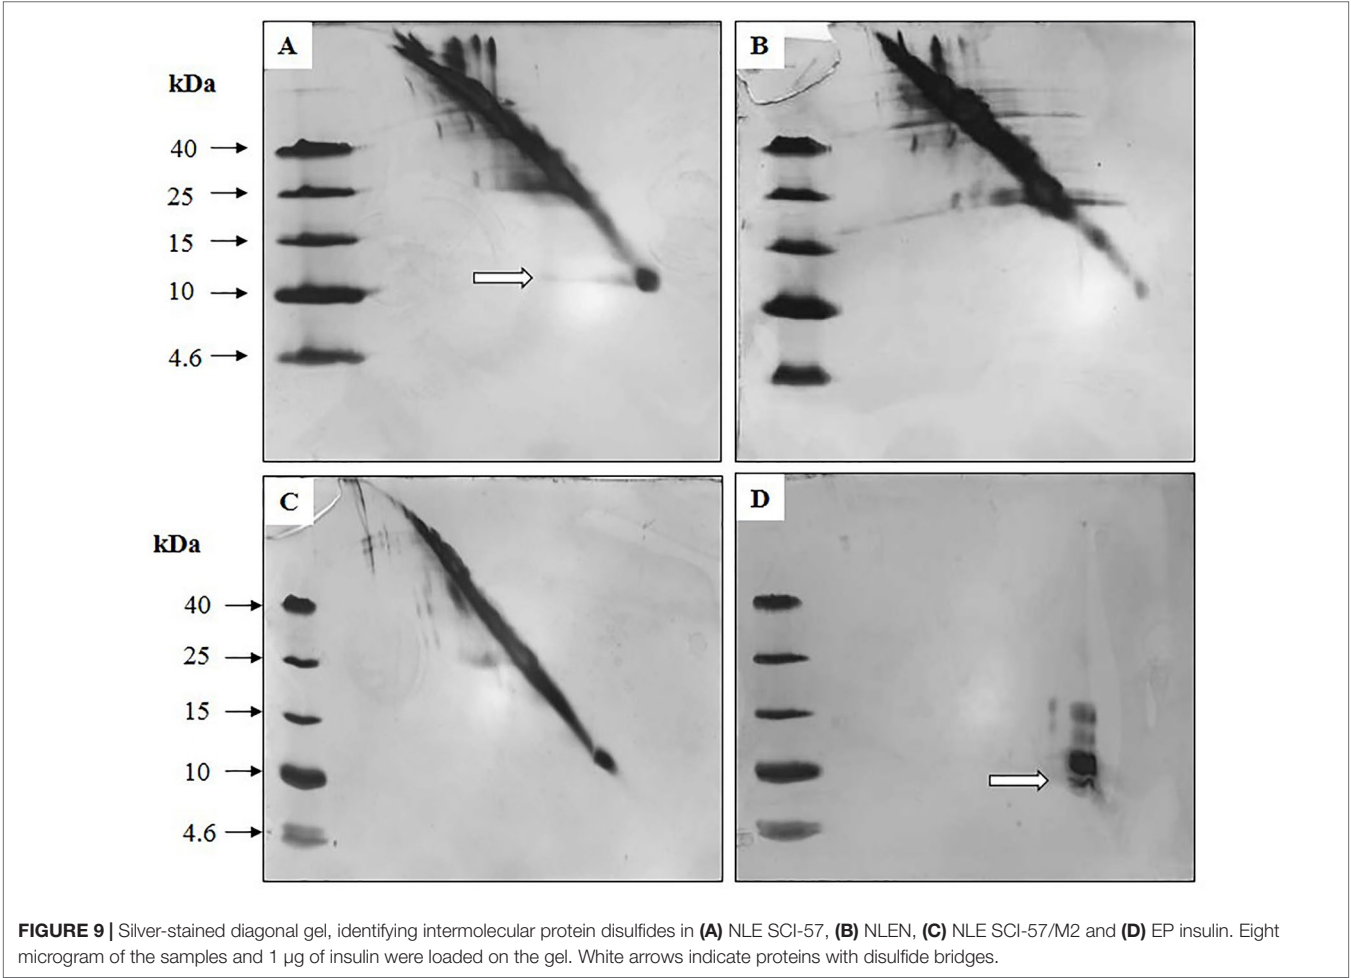 A
B
kDa
40
25
15
10
4.6
C
D
kDa
40
25
15
10
4.6
FIGURE 9 | Silver-stained diagonal gel, identifying intermolecular protein disulfides in (A) NLE SCI-57, (B) NLEN, (C) NLE SCI-57/M2 and (D) EP insulin. Eight
microgram of the samples and 1 µg of insulin were loaded on the gel. White arrows indicate proteins with disulfide bridges.